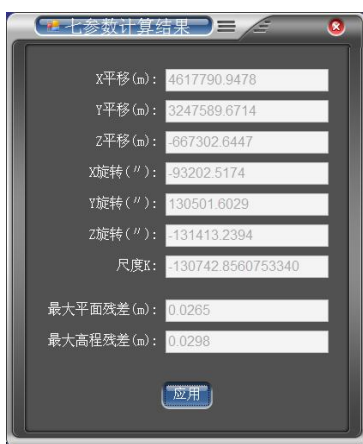 七参数计算结果
X平移(m): 4617790.9478
Y平移(m): 3247589.6714
Z平移(m): -667302.6447
X旋转(″): -93202.5174
Y旋转(″): 130501.6029
Z旋转(″): -131413.2394
尺度K: -130742.8560753340
最大平面残差(m): 0.0265
最大高程残差(m): 0.0298
应用